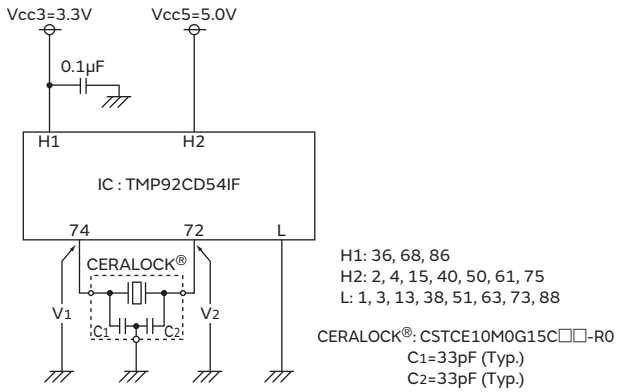 Vcc3=3.3V
Vcc5=5.0V
0.1µF
H1
H2
IC : TMP92CD54IF
74
72
L
CERALOCK®
V1
C1
C2
V2
H1: 36, 68, 86
H2: 2, 4, 15, 40, 50, 61, 75
L: 1, 3, 13, 38, 51, 63, 73, 88
CERALOCK®: CSTCE10M0G15C□□-R0
C1=33pF (Typ.)
C2=33pF (Typ.)